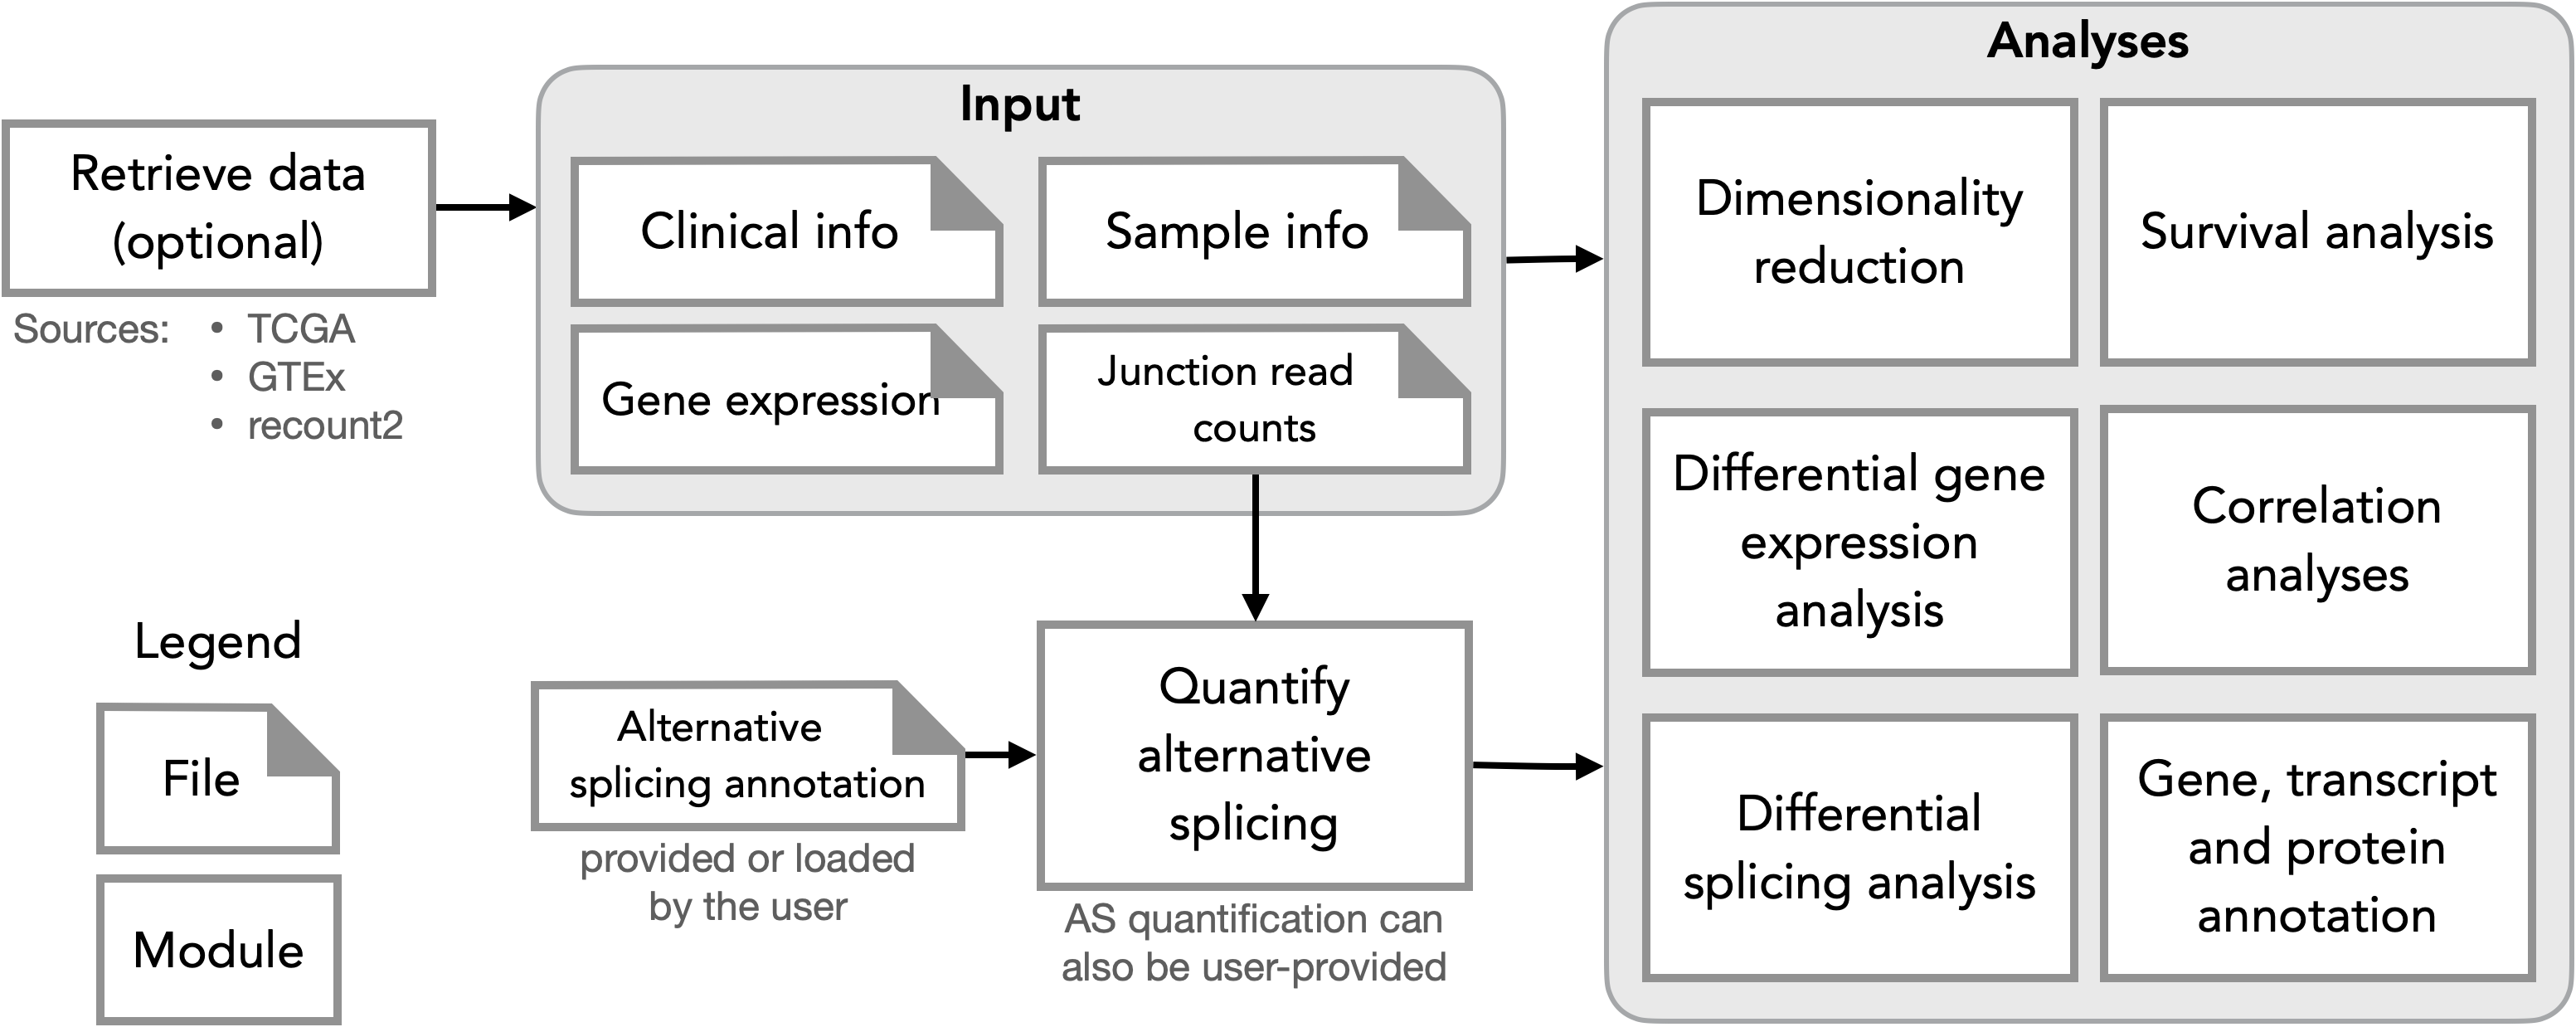 Retrieve data
(optional)
Sources:
• TCGA
• GTEx
• recount2
Input
Clinical info
Sample info
Gene expression
Junction read
counts
Legend
File
Module
Alternative
splicing annotation
provided or loaded
by the user
Quantify
alternative
splicing
AS quantification can
also be user-provided
Analyses
Dimensionality
reduction
Survival analysis
Differential gene
expression
analysis
Correlation
analyses
Differential
splicing analysis
Gene, transcript
and protein
annotation